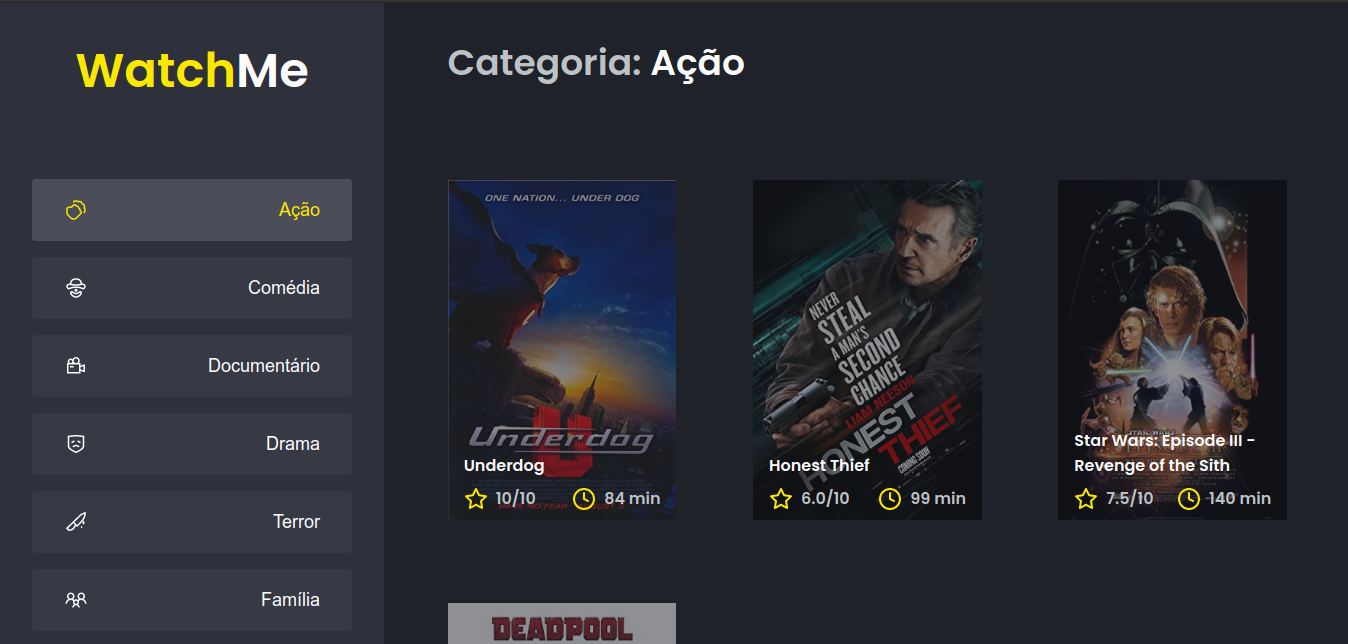 WatchMe
Ação
Comédia
Documentário
Drama
Terror
Família
Categoria: Ação
ONE NATION... UNDER DOG
Underdog
Underdog
10/10
84 min
NEVER
STEAL
A MAN'S
SECOND
CHANCE
LIAM NEESON
HONEST
THIEF
COMING SOON
Honest Thief
6.0/10
99 min
STAR WARS
Star Wars: Episode III -
Revenge of the Sith
7.5/10
140 min
DEADPOOL